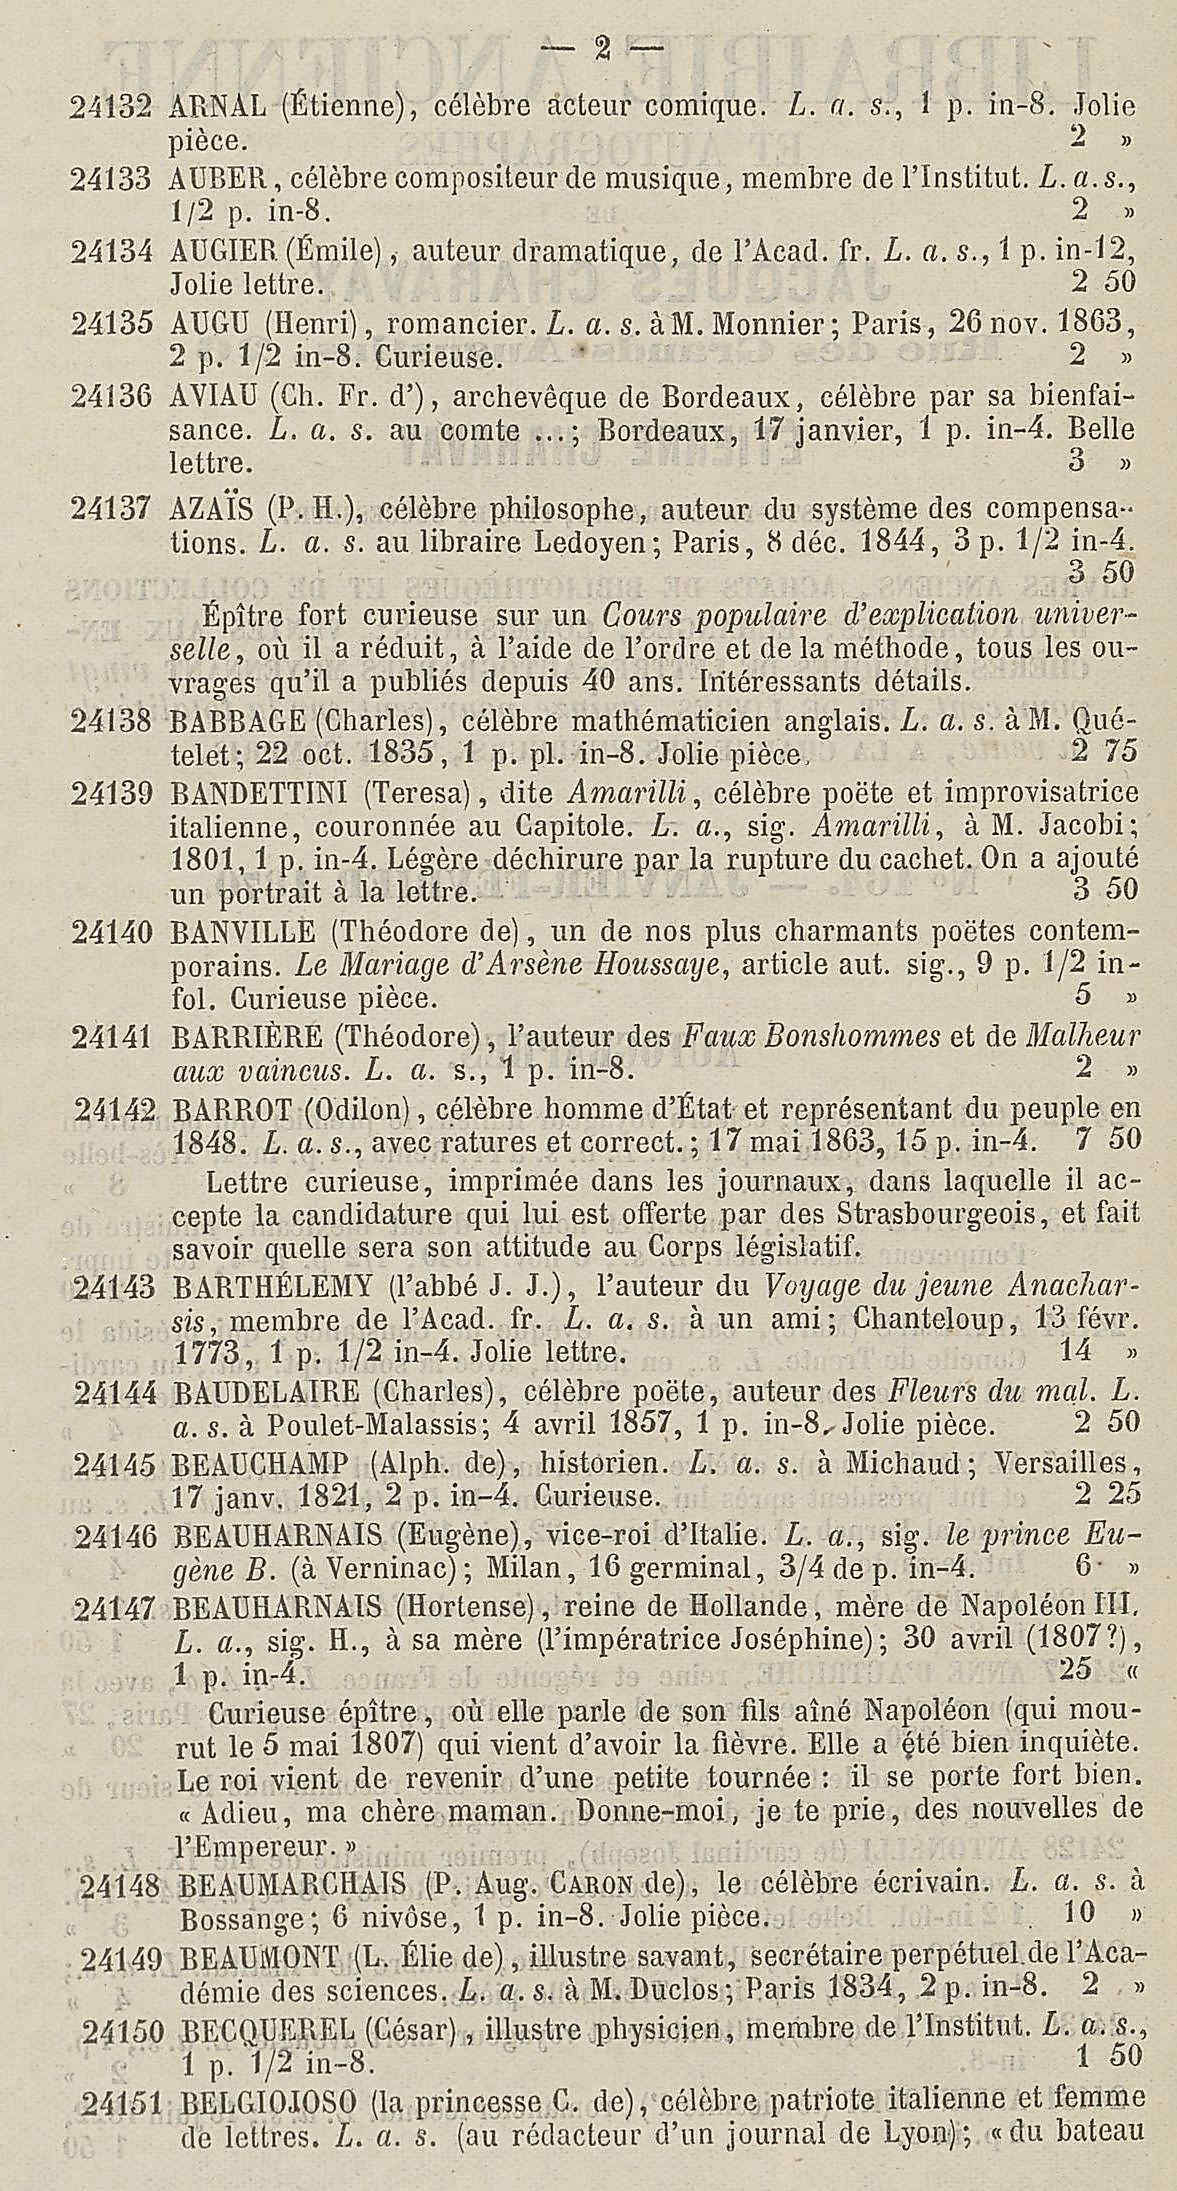 — 2 —
24132 ARNAL (Étienne), célèbre acteur comique. L. a. s., 1 p. in-8. Jolie
pièce. 2 »
24133 AUBER, célèbre compositeur de musique, membre de l'Institut. L. a. s.,
1/2 p. in-8. 2 »
24134 AUGIER (Émile), auteur dramatique, de l'Acad. fr. L. a. s., 1 p. in-12,
Jolie lettre. 2 50
24135 AUGU (Henri), romancier. L. a. s. à M. Monnier; Paris, 26 nov. 1863,
2 p. 1/2 in-8. Curieuse. 2 »
24136 AVIAU (Ch. Fr. d'), archevêque de Bordeaux, célèbre par sa bienfai-
sance. L. a. s. au comte ...; Bordeaux, 17 janvier, 1 p. in-4. Belle
lettre. 3 »
24137 AZAÏS (P. H.), célèbre philosophe, auteur du système des compensa-
tions. L. a. s. au libraire Ledoyen; Paris, 8 déc. 1844, 3 p. 1/2 in-4.
3 50
Épître fort curieuse sur un Cours populaire d'explication univer-
selle, où il a réduit, à l'aide de l'ordre et de la méthode, tous les ou-
vrages qu'il a publiés depuis 40 ans. Intéressants détails.
24138 BABBAGE (Charles), célèbre mathématicien anglais. L. a. s. à M. Qué-
telet; 22 oct. 1835, 1 p. pl. in-8. Jolie pièce. 2 75
24139 BANDETTINI (Teresa), dite Amarilli, célèbre poëte et improvisatrice
italienne, couronnée au Capitole. L. a., sig. Amarilli, à M. Jacobi;
1801, 1 p. in-4. Légère déchirure par la rupture du cachet. On a ajouté
un portrait à la lettre. 3 50
24140 BANVILLE (Théodore de), un de nos plus charmants poëtes contem-
porains. Le Mariage d'Arsène Houssaye, article aut. sig., 9 p. 1/2 in-
fol. Curieuse pièce. 5 »
24141 BARRIÈRE (Théodore), l'auteur des Faux Bonshommes et de Malheur
aux vaincus. L. a. s., 1 p. in-8. 2 »
24142 BARROT (Odilon), célèbre homme d'État et représentant du peuple en
1848. L. a. s., avec ratures et correct.; 17 mai 1863, 15 p. in-4. 7 50
Lettre curieuse, imprimée dans les journaux, dans laquelle il ac-
cepte la candidature qui lui est offerte par des Strasbourgeois, et fait
savoir quelle sera son attitude au Corps législatif.
24143 BARTHÉLEMY (l'abbé J. J.), l'auteur du Voyage du jeune Anachar-
sis, membre de l'Acad. fr. L. a. s. à un ami; Chanteloup, 13 févr.
1773, 1 p. 1/2 in-4. Jolie lettre. 14 »
24144 BAUDELAIRE (Charles), célèbre poëte, auteur des Fleurs du mal. L.
a. s. à Poulet-Malassis; 4 avril 1857, 1 p. in-8. Jolie pièce. 2 50
24145 BEAUCHAMP (Alph. de), historien. L. a. s. à Michaud; Versailles,
17 janv. 1821, 2 p. in-4. Curieuse. 2 25
24146 BEAUHARNAIS (Eugène), vice-roi d'Italie. L. a., sig. le prince Eu-
gène B. (à Verninac); Milan, 16 germinal, 3/4 de p. in-4. 6 »
24147 BEAUHARNAIS (Hortense), reine de Hollande, mère de Napoléon III.
L. a., sig. H., à sa mère (l'impératrice Joséphine); 30 avril (1807?),
1 p. in-4. 25 «
Curieuse épître, où elle parle de son fils aîné Napoléon (qui mou-
rut le 5 mai 1807) qui vient d'avoir la fièvre. Elle a été bien inquiète.
Le roi vient de revenir d'une petite tournée : il se porte fort bien.
« Adieu, ma chère maman. Donne-moi, je te prie, des nouvelles de
l'Empereur. »
24148 BEAUMARCHAIS (P. Aug. CARON de), le célèbre écrivain. L. a. s. à
Bossange; 6 nivôse, 1 p. in-8. Jolie pièce. 10 »
24149 BEAUMONT (L. Élie de), illustre savant, secrétaire perpétuel de l'Aca-
démie des sciences. L. a. s. à M. Duclos; Paris 1834, 2 p. in-8. 2 »
24150 BECQUEREL (César), illustre physicien, membre de l'Institut. L. a. s.,
1 p. 1/2 in-8. 1 50
24151 BELGIOJOSO (la princesse C. de), célèbre patriote italienne et femme
de lettres. L. a. s. (au rédacteur d'un journal de Lyon); « du bateau